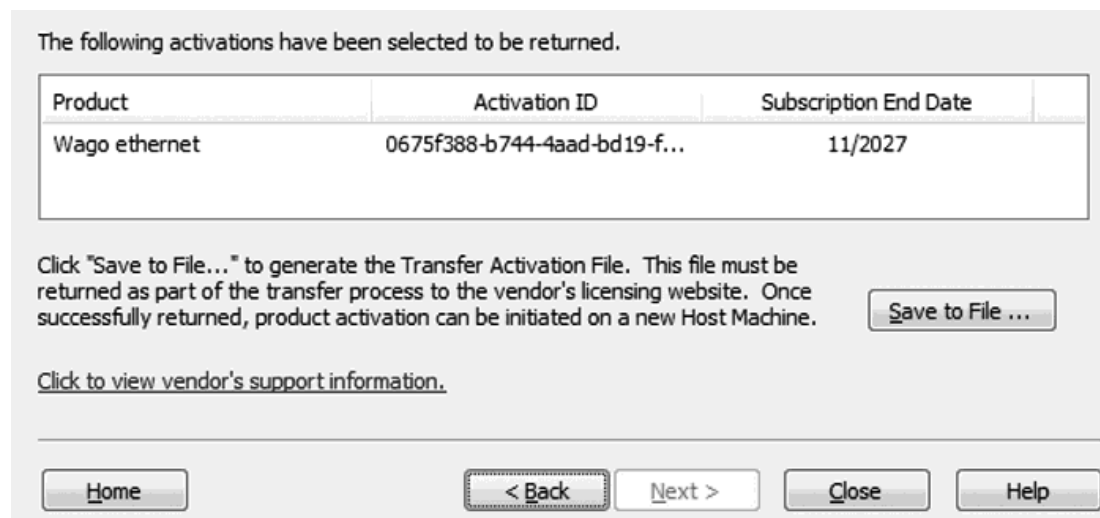 The following activations have been selected to be returned.
Product Activation ID Subscription End Date
Wago ethernet 0675f388-b744-4aad-bd19-f... 11/2027
Click "Save to File..." to generate the Transfer Activation File. This file must be
returned as part of the transfer process to the vendor's licensing website. Once
successfully returned, product activation can be initiated on a new Host Machine.
Save to File ...
Click to view vendor's support information.
Home < Back Next > Close Help